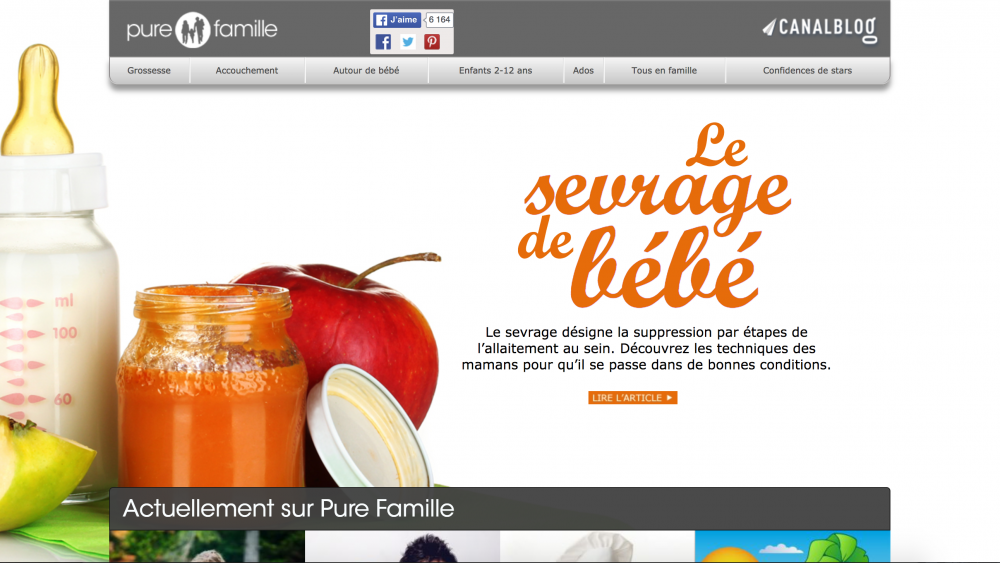 pure famille
J'aime 6 164
CANALBLOG
Grossesse Accouchement Autour de bébé Enfants 2-12 ans Ados Tous en famille Confidences de stars
Le
sevrage
de bébé
Le sevrage désigne la suppression par étapes de
l'allaitement au sein. Découvrez les techniques des
mamans pour qu'il se passe dans de bonnes conditions.
LIRE L'ARTICLE
ml
100
60
Actuellement sur Pure Famille